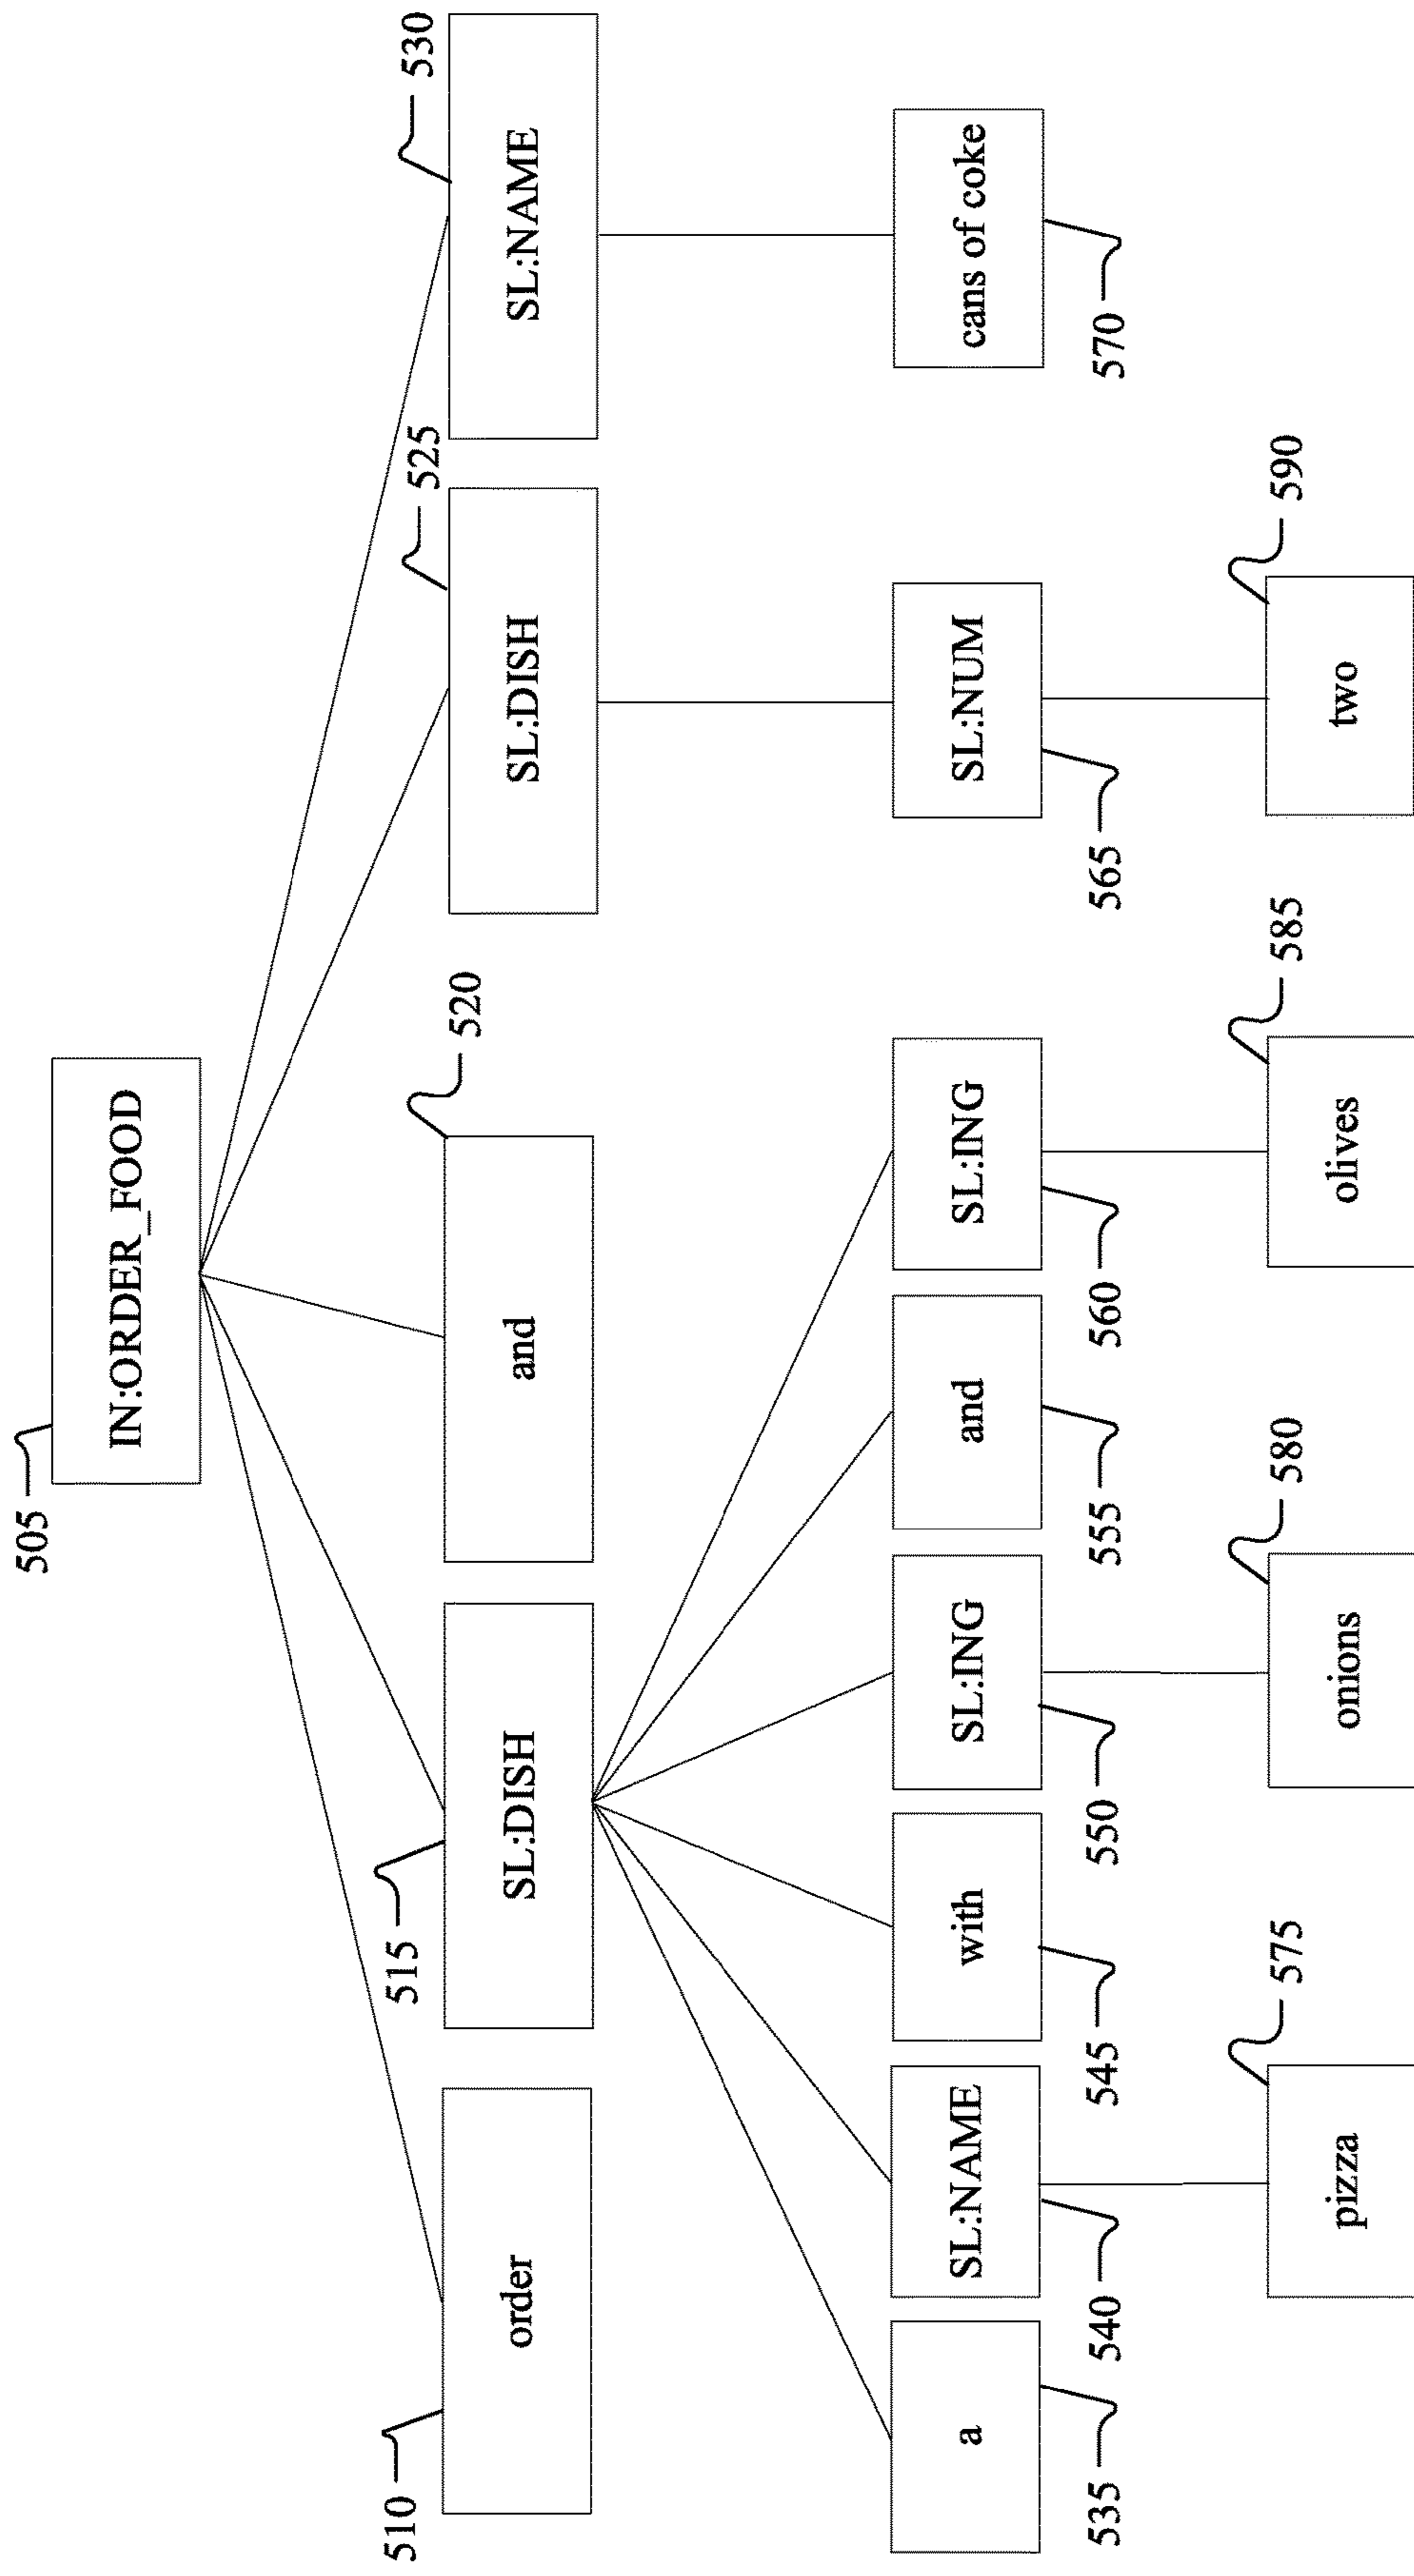 505
IN:ORDER_FOOD
510
order
515
SL:DISH
520
and
525
SL:DISH
530
SL:NAME
535
a
540
SL:NAME
545
with
550
SL:ING
555
and
560
SL:ING
565
SL:NUM
570
cans of coke
575
pizza
580
onions
585
olives
590
two